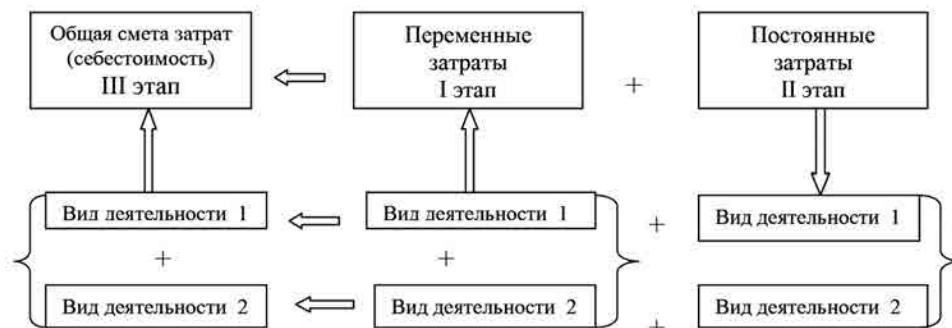 Общая смета затрат
(себестоимость)
III этап
Переменные
затраты
I этап
+
Постоянные
затраты
II этап
Вид деятельности 1
Вид деятельности 1
+
Вид деятельности 1
+
+
Вид деятельности 2
Вид деятельности 2
+
Вид деятельности 2